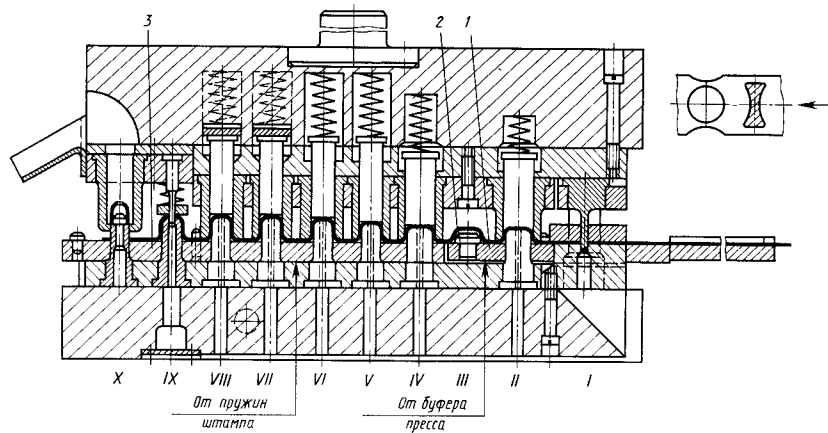 3
2
1
X IX VIII VII VI V IV III II I
От пружин
штампа
От буфера
пресса